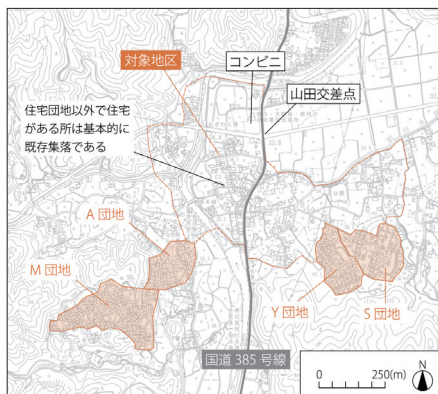 対象地区
コンビニ
山田交差点
住宅団地以外で住宅
がある所は基本的に
既存集落である
A 団地
M 団地
Y 団地
S 団地
国道 385 号線
N
0 250(m)